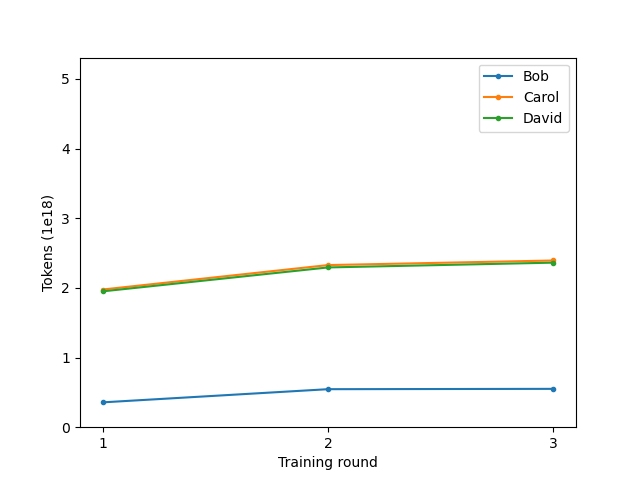 5
4
3
2
1
0
Tokens (1e18)
1 2 3
Training round
Bob
Carol
David